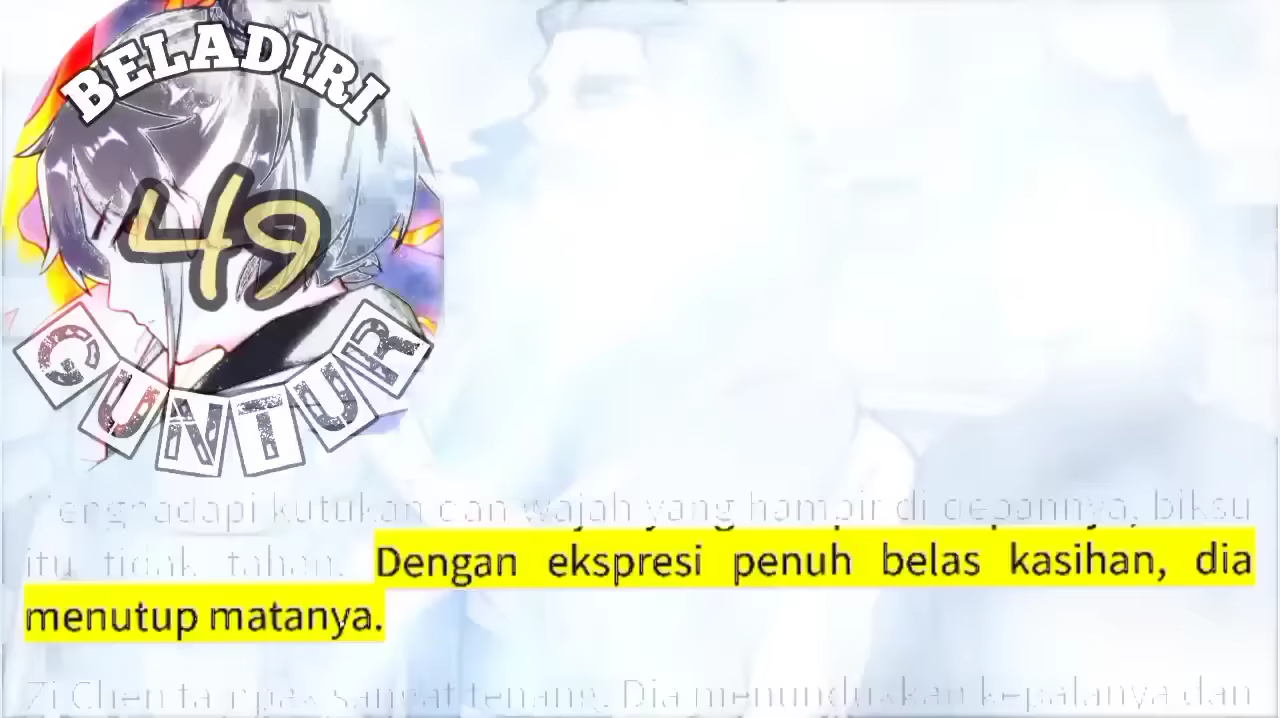 BELADIRI
49
GUNTUR
Menghadapi kutukan dan wajah yang hampir di depannya, biksu
itu tidak tahan. Dengan ekspresi penuh belas kasihan, dia
menutup matanya.
Zi Chen tampak sangat tenang. Dia menundukkan kepalanya dan